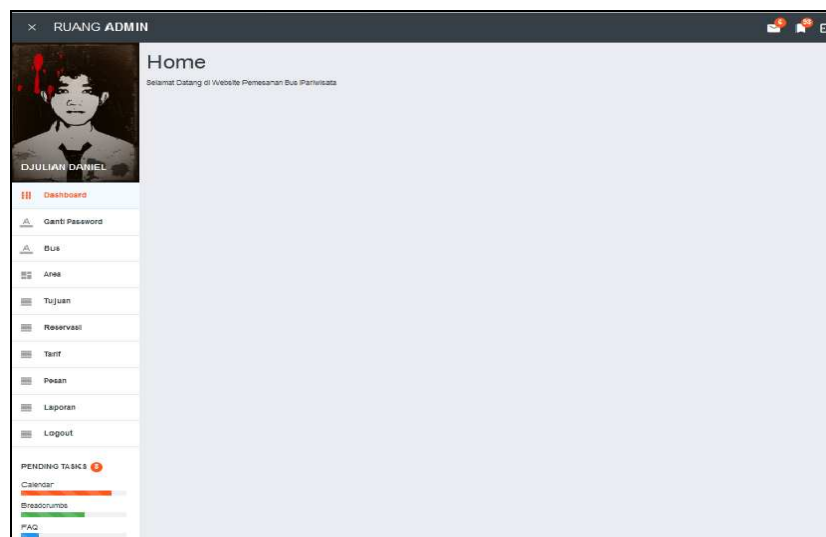 × RUANG ADMIN
Home
Selamat Datang di Website Pemesanan Bus Pariwisata
DJULIAN DANIEL
Dashboard
Ganti Password
Bus
Area
Tujuan
Reservasi
Tarif
Pesan
Laporan
Logout
PENDING TASKS
Calendar
Breadcrumbs
FAQ